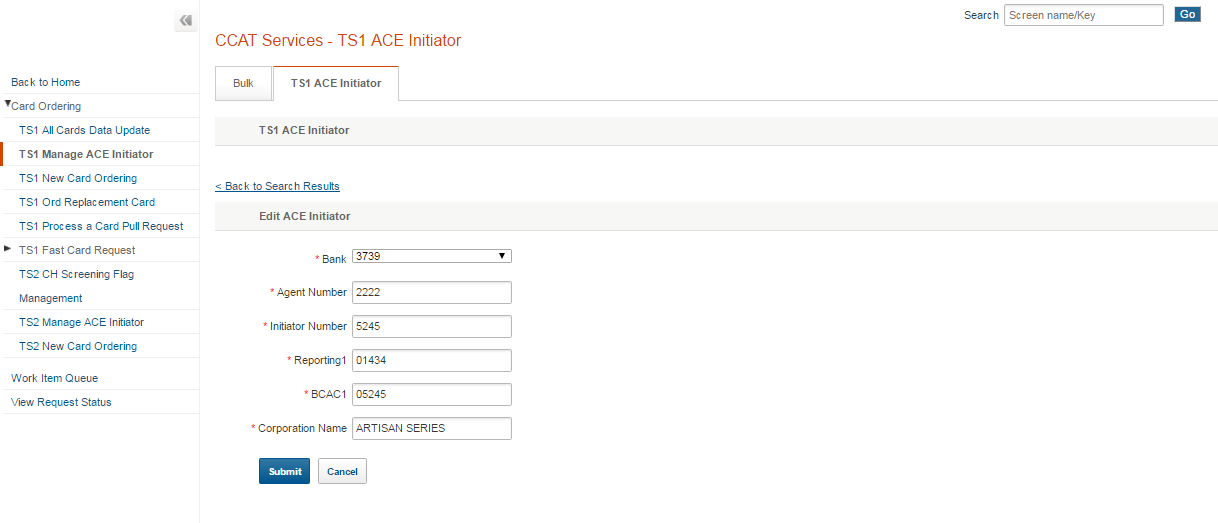 Search Screen name/Key Go
CCAT Services - TS1 ACE Initiator
Bulk TS1 ACE Initiator
Back to Home
Card Ordering
TS1 All Cards Data Update
TS1 Manage ACE Initiator
TS1 New Card Ordering
TS1 Ord Replacement Card
TS1 Process a Card Pull Request
TS1 Fast Card Request
TS2 CH Screening Flag
Management
TS2 Manage ACE Initiator
TS2 New Card Ordering
Work Item Queue
View Request Status
TS1 ACE Initiator
< Back to Search Results
Edit ACE Initiator
* Bank 3739
* Agent Number 2222
* Initiator Number 5245
* Reporting1 01434
* BCAC1 05245
* Corporation Name ARTISAN SERIES
Submit Cancel